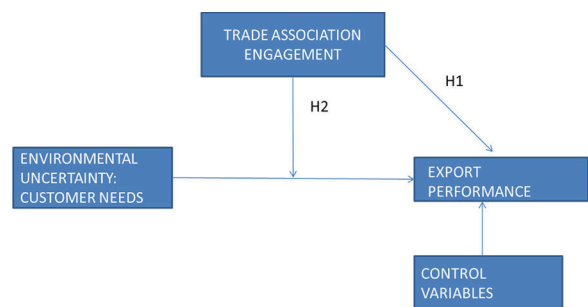 TRADE ASSOCIATION
ENGAGEMENT
H1
H2
ENVIRONMENTAL
UNCERTAINTY:
CUSTOMER NEEDS
EXPORT
PERFORMANCE
CONTROL
VARIABLES